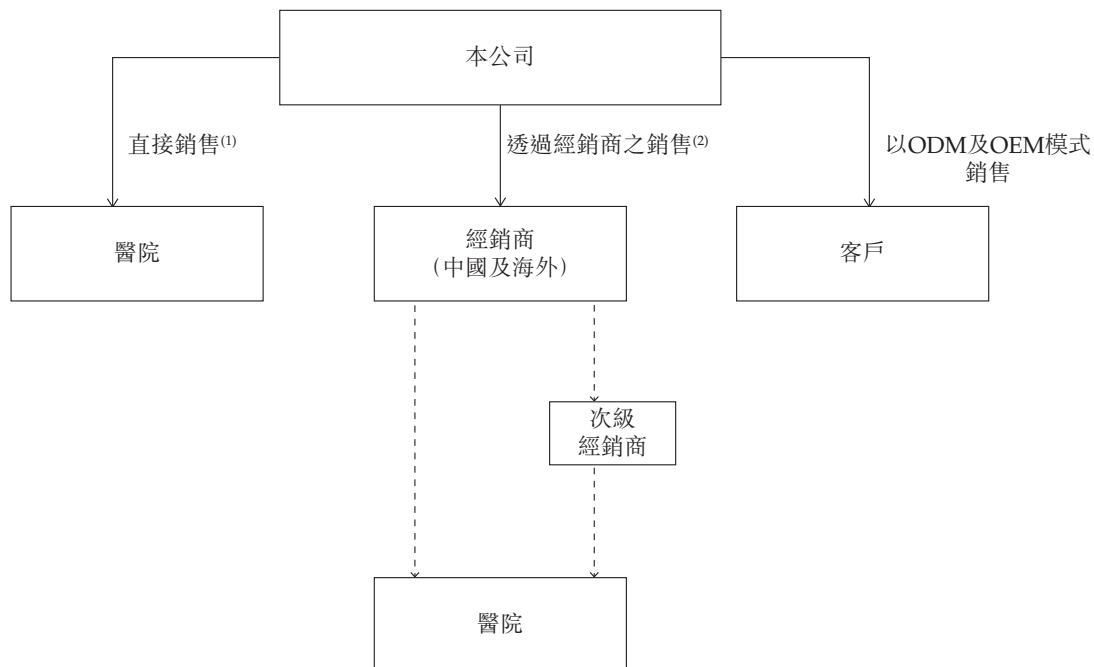 本公司
直接銷售(1)
透過經銷商之銷售(2)
以ODM及OEM模式
銷售
醫院
經銷商
（中國及海外）
客戶
次級
經銷商
醫院